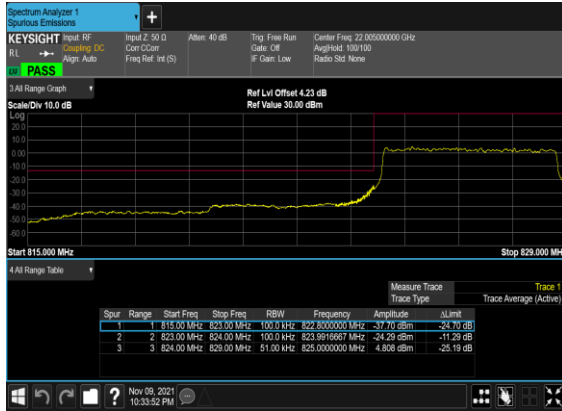 Spectrum Analyzer 1
Spurious Emissions
+
KEYSIGHT Input: RF Input Z: 50 Ω Atten: 40 dB Trig: Free Run Center Freq: 22.005000000 GHz
RL Coupling: DC Corr CCorr Gate: Off Avg|Hold: 100/100
Align: Auto Freq Ref: Int (S) IF Gain: Low Radio Std: None
PASS
3 All Range Graph
Ref Lvl Offset 4.23 dB
Scale/Div 10.0 dB Ref Value 30.00 dBm
Log
20.0
10.0
0.00
-10.0
-20.0
-30.0
-40.0
-50.0
-60.0
Start 815.000 MHz Stop 829.000 MHz
4 All Range Table
Measure Trace Trace 1
Trace Type Trace Average (Active)
Spur Range Start Freq Stop Freq RBW Frequency Amplitude ΔLimit
1 1 815.00 MHz 823.00 MHz 100.0 kHz 822.8000000 MHz -37.70 dBm -24.70 dB
2 2 823.00 MHz 824.00 MHz 100.0 kHz 823.9916667 MHz -24.29 dBm -11.29 dB
3 3 824.00 MHz 829.00 MHz 51.00 kHz 825.0000000 MHz 4.808 dBm -25.19 dB
? Nov 09, 2021
10:33:52 PM